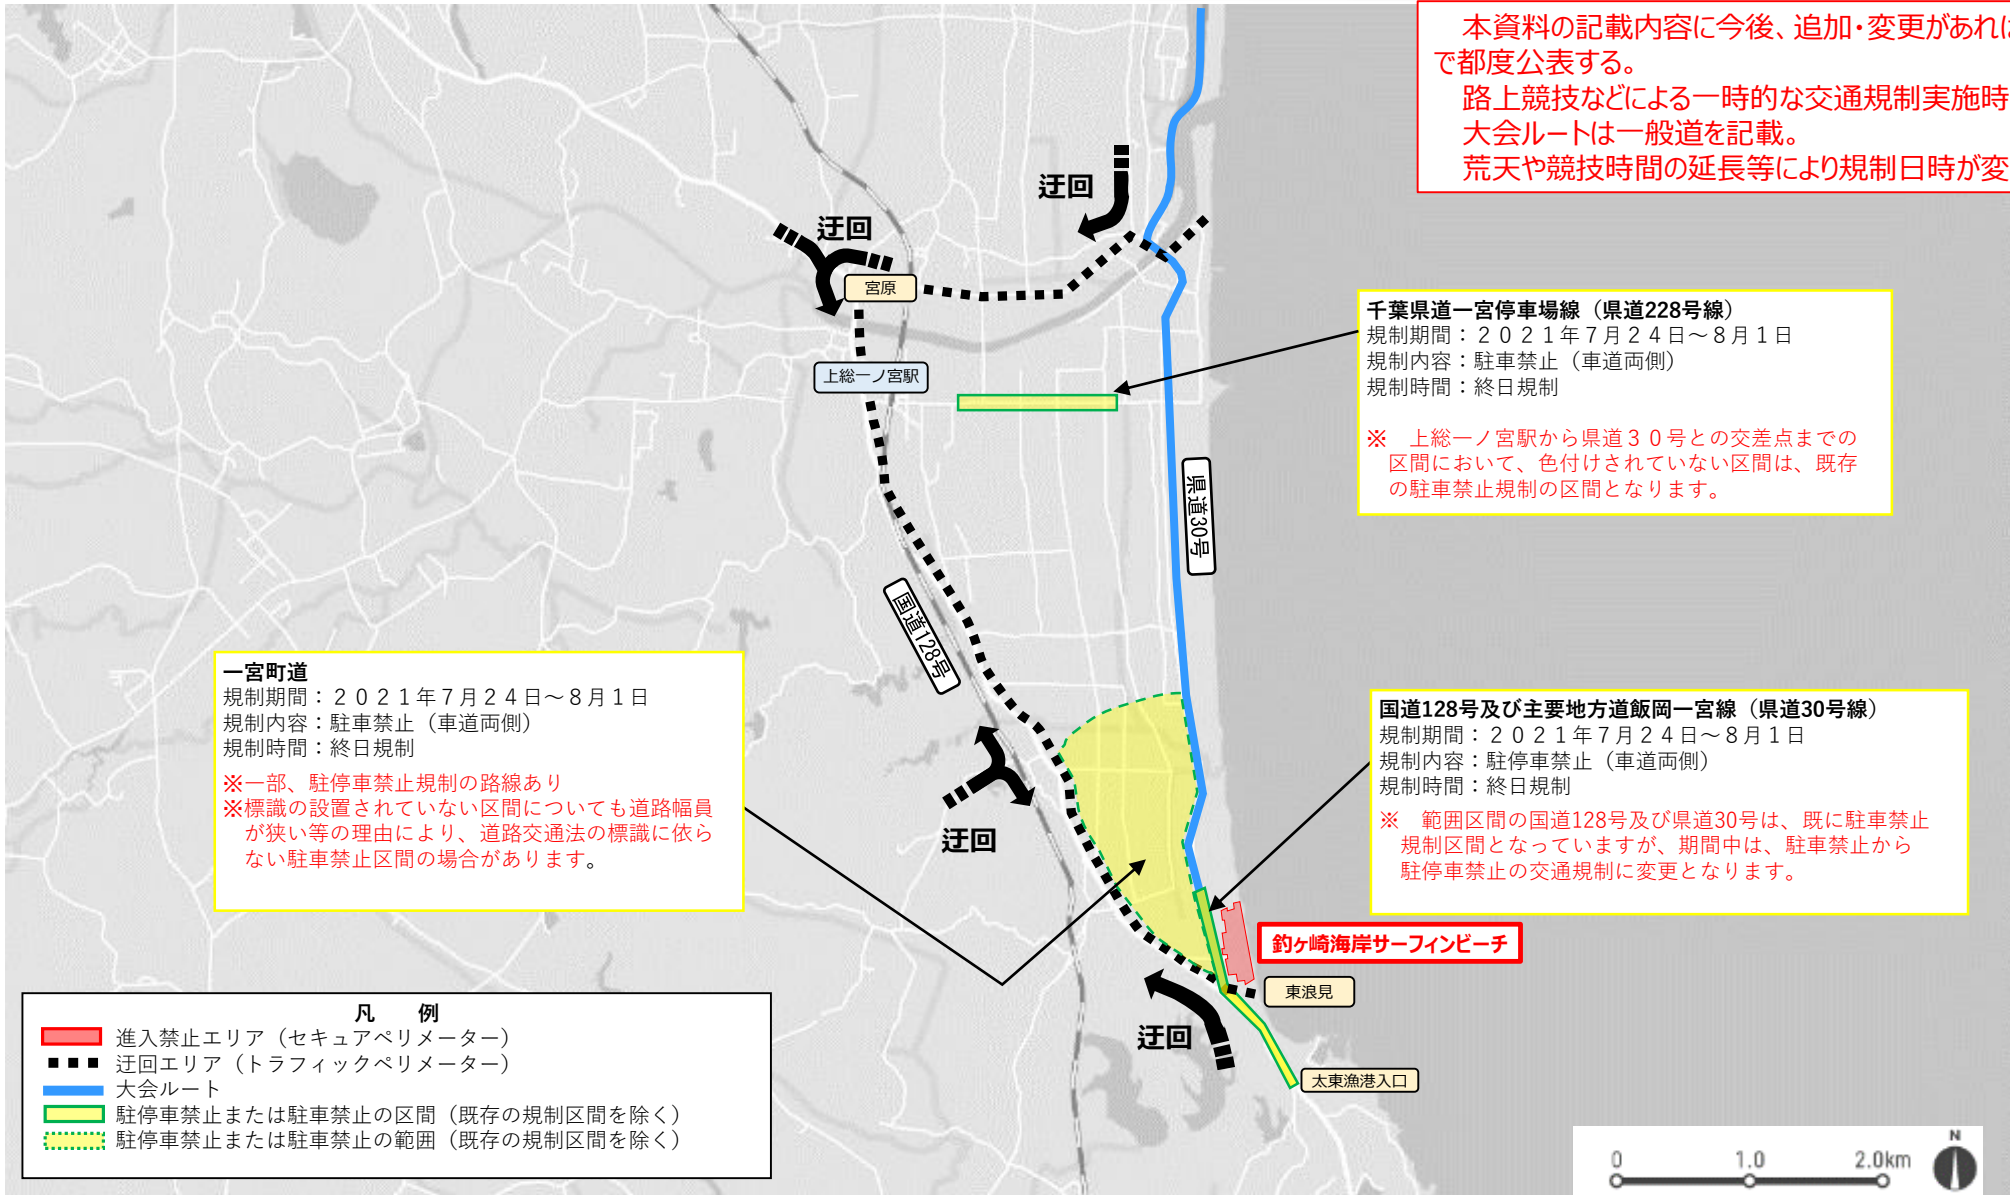 本資料の記載内容に今後、追加・変更があれ
で都度公表する。
路上競技などによる一時的な交通規制実施時
大会ルートは一般道を記載。
荒天や競技時間の延長等により規制日時が変
迂回
迂回
宮原
上総一ノ宮駅
千葉県道一宮停車場線（県道228号線）
規制期間：２０２１年７月２４日～８月１日
規制内容：駐車禁止（車道両側）
規制時間：終日規制
※　上総一ノ宮駅から県道３０号との交差点までの
区間において、色付けされていない区間は、既存
の駐車禁止規制の区間となります。
県道30号
国道128号
一宮町道
規制期間：２０２１年７月２４日～８月１日
規制内容：駐車禁止（車道両側）
規制時間：終日規制
※一部、駐停車禁止規制の路線あり
※標識の設置されていない区間についても道路幅員
が狭い等の理由により、道路交通法の標識に依ら
ない駐車禁止区間の場合があります。
国道128号及び主要地方道飯岡一宮線（県道30号線）
規制期間：２０２１年７月２４日～８月１日
規制内容：駐停車禁止（車道両側）
規制時間：終日規制
※　範囲区間の国道128号及び県道30号は、既に駐車禁止
規制区間となっていますが、期間中は、駐車禁止から
駐停車禁止の交通規制に変更となります。
迂回
釣ヶ崎海岸サーフィンビーチ
東浪見
迂回
太東漁港入口
凡　例
進入禁止エリア（セキュアペリメーター）
迂回エリア（トラフィックペリメーター）
大会ルート
駐停車禁止または駐車禁止の区間（既存の規制区間を除く）
駐停車禁止または駐車禁止の範囲（既存の規制区間を除く）
0 1.0 2.0km
N